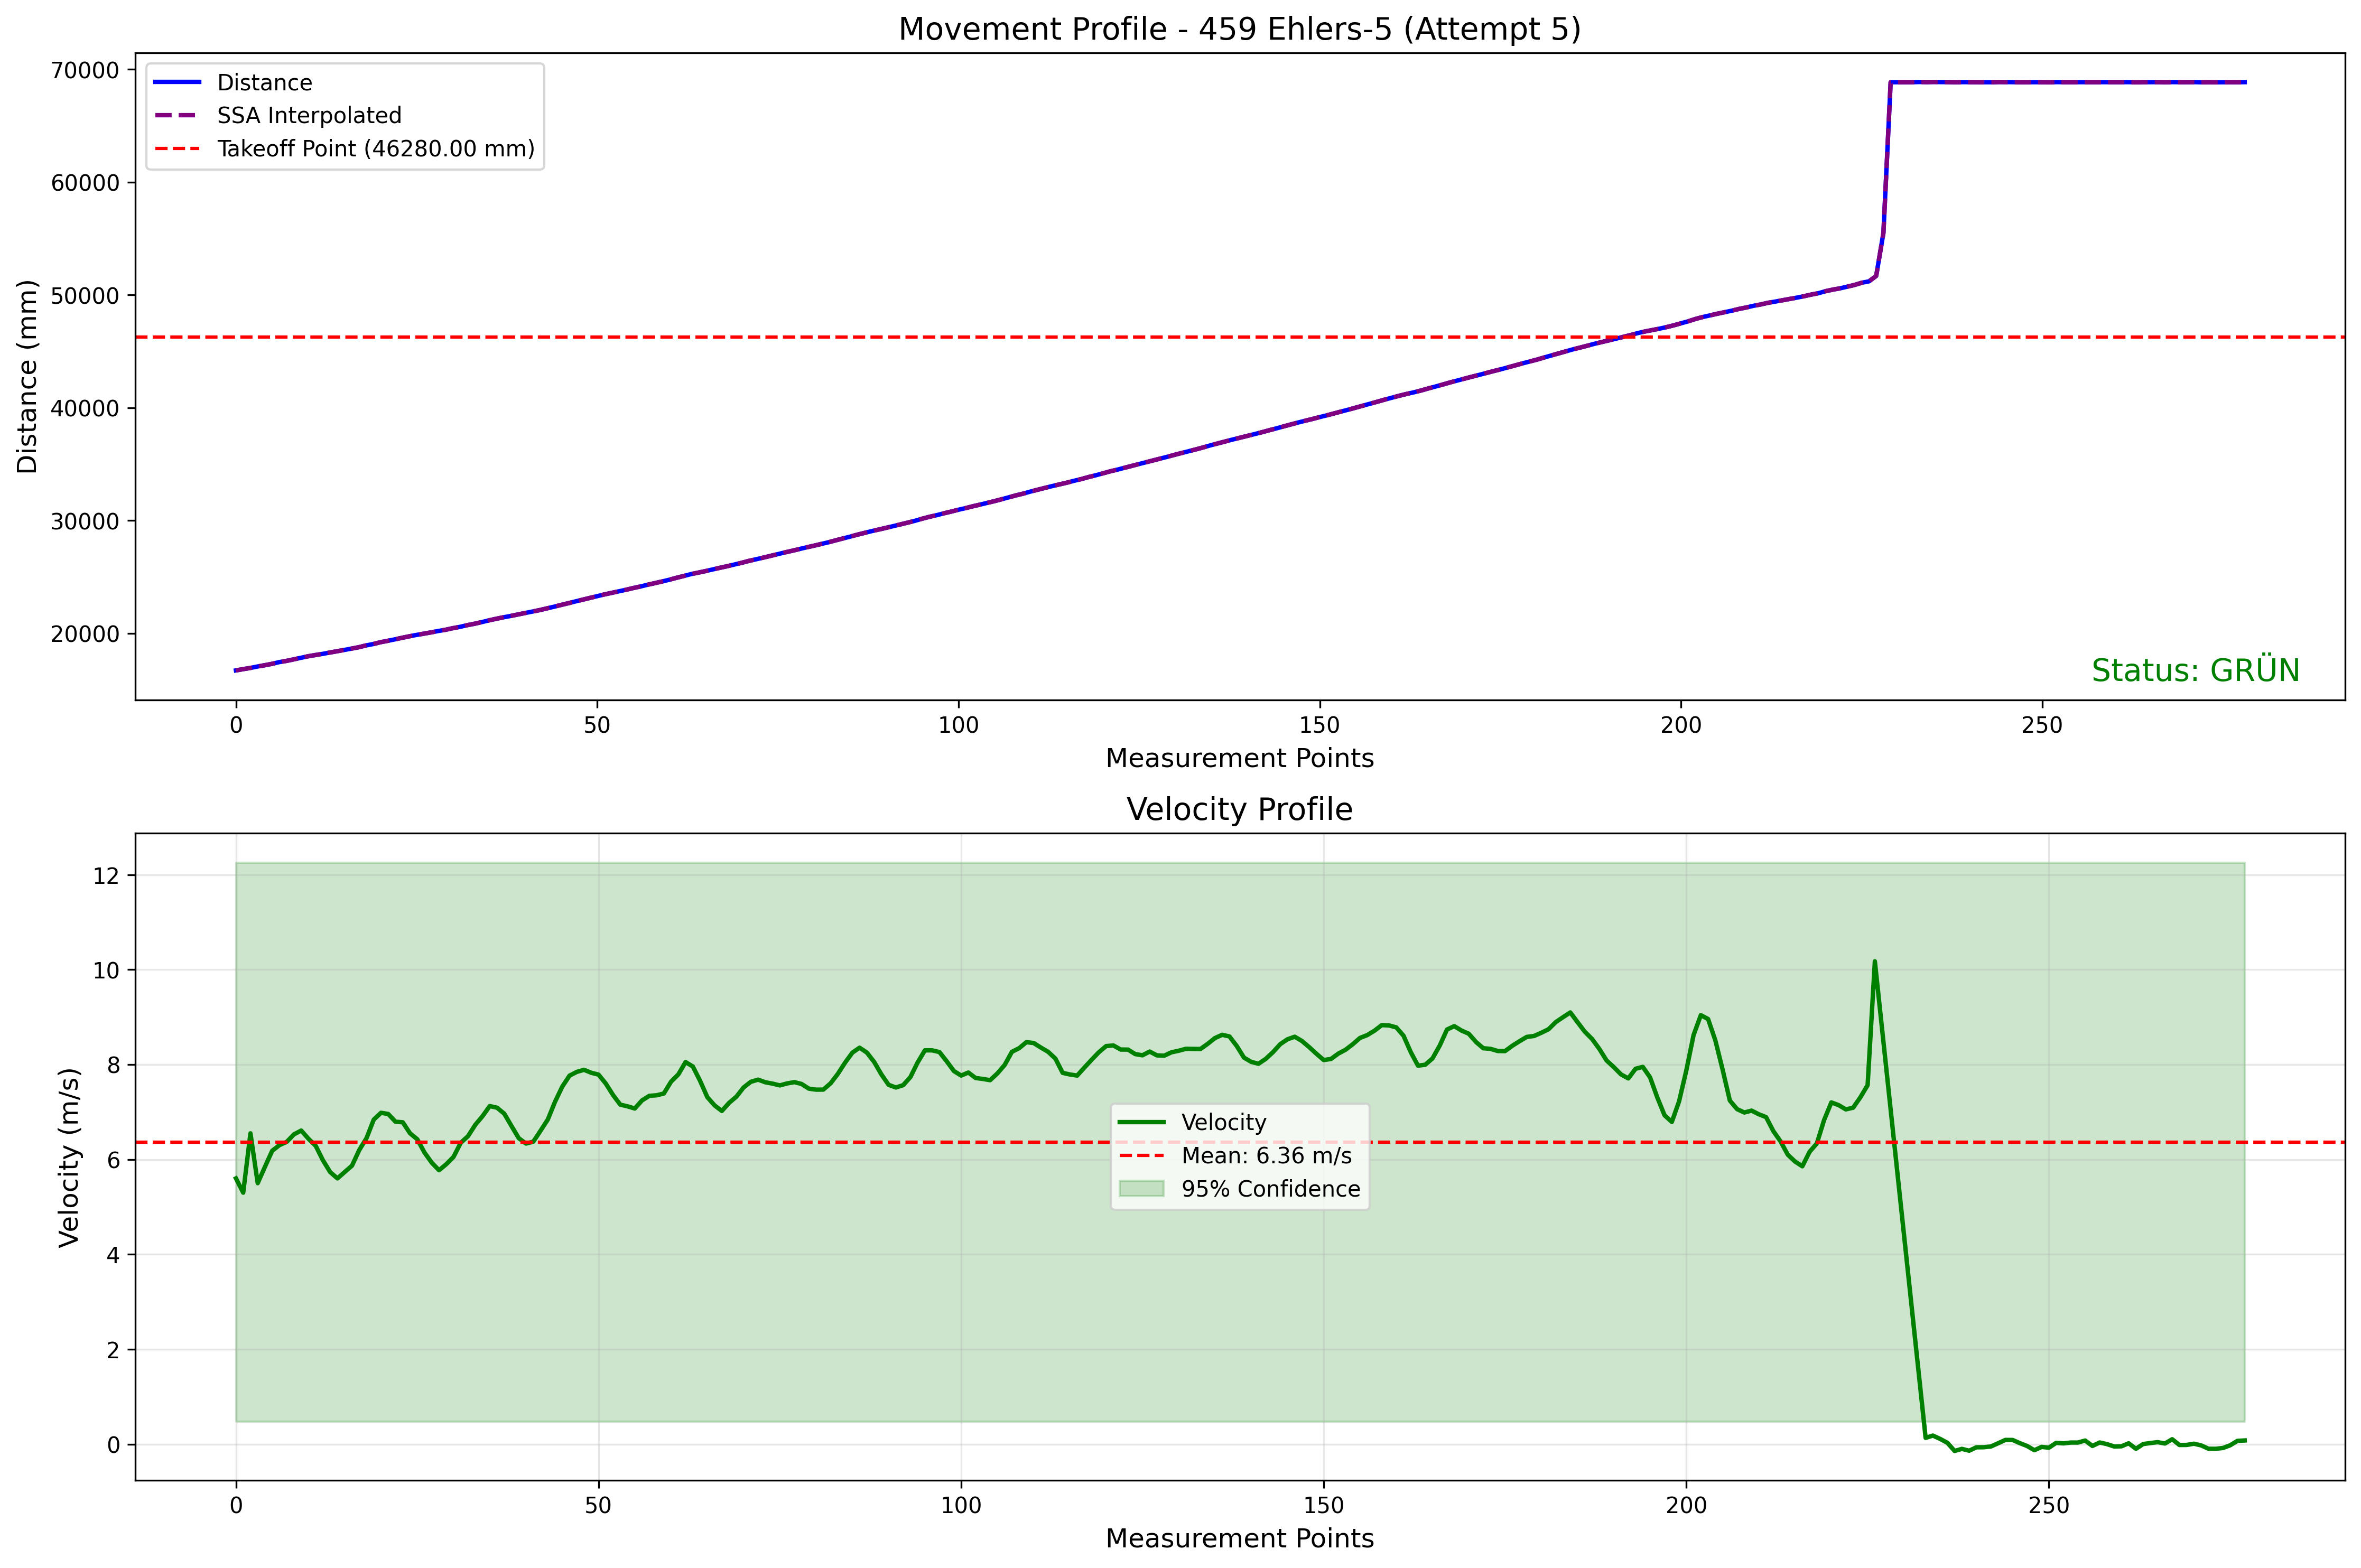 Movement Profile - 459 Ehlers-5 (Attempt 5)
Distance (mm)
70000
60000
50000
40000
30000
20000
Distance
SSA Interpolated
Takeoff Point (46280.00 mm)
Status: GRÜN
0 50 100 150 200 250
Measurement Points
Velocity Profile
Velocity (m/s)
12
10
8
6
4
2
0
Velocity
Mean: 6.36 m/s
95% Confidence
0 50 100 150 200 250
Measurement Points